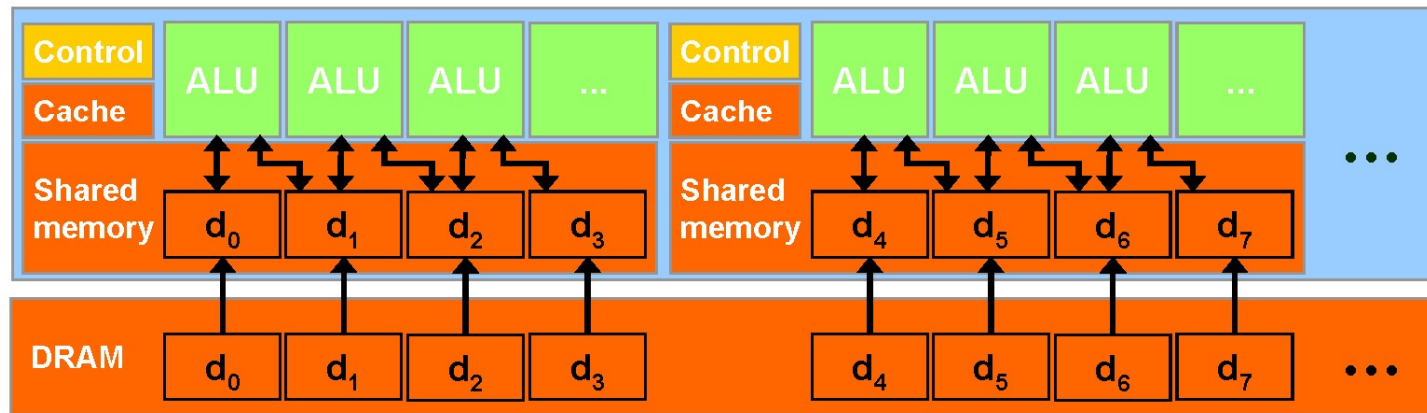 Control ALU ALU ALU ... Control ALU ALU ALU ... ...
Cache Cache
Shared memory d₀ d₁ d₂ d₃ Shared memory d₄ d₅ d₆ d₇
DRAM d₀ d₁ d₂ d₃ d₄ d₅ d₆ d₇ ...